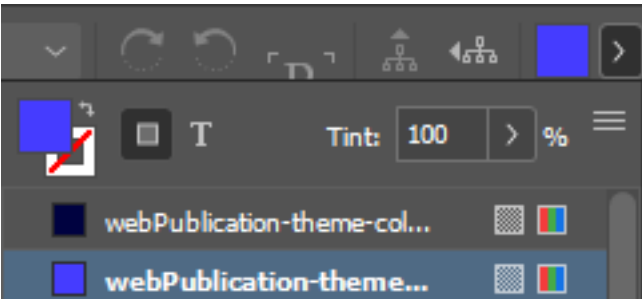 P
T Tint: 100 %
webPublication-theme-col...
webPublication-theme...